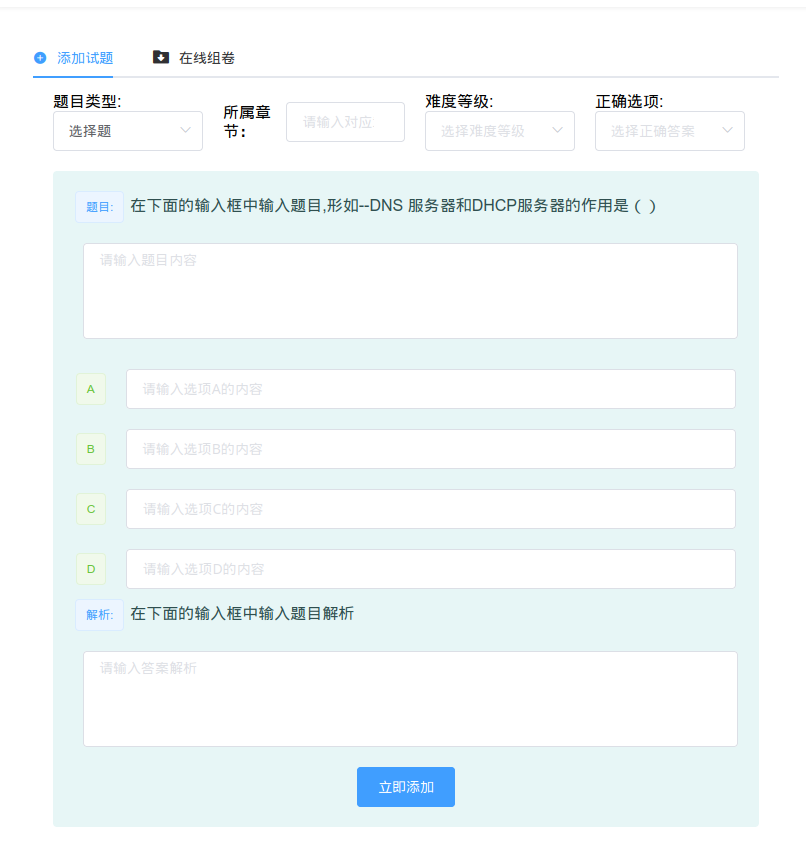 添加试题 在线组卷
题目类型: 所属章节: 难度等级: 正确选项:
选择题 请输入对应 选择难度等级 选择正确答案
题目: 在下面的输入框中输入题目,形如--DNS 服务器和DHCP服务器的作用是（ ）
请输入题目内容
A 请输入选项A的内容
B 请输入选项B的内容
C 请输入选项C的内容
D 请输入选项D的内容
解析: 在下面的输入框中输入题目解析
请输入答案解析
立即添加